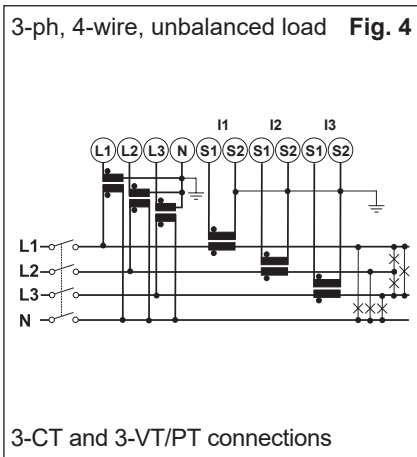 3-ph, 4-wire, unbalanced load Fig. 4
I1 I2 I3
L1 L2 L3 N S1 S2 S1 S2 S1 S2
L1
L2
L3
N
3-CT and 3-VT/PT connections